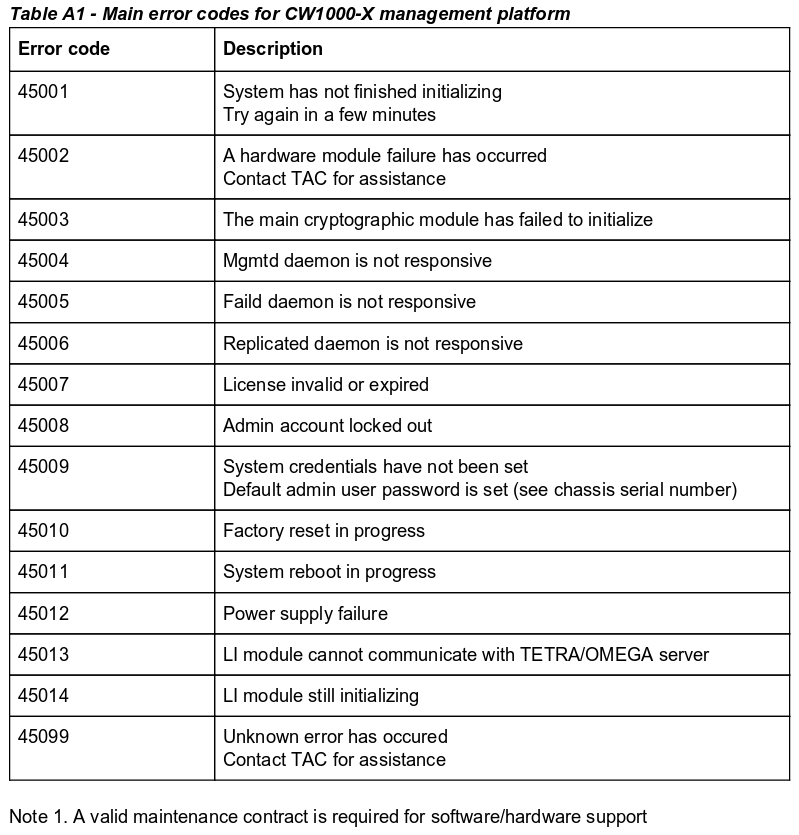 Table A1 - Main error codes for CW1000-X management platform
Error code Description
45001 System has not finished initializing
Try again in a few minutes
45002 A hardware module failure has occurred
Contact TAC for assistance
45003 The main cryptographic module has failed to initialize
45004 Mgmtd daemon is not responsive
45005 Faild daemon is not responsive
45006 Replicated daemon is not responsive
45007 License invalid or expired
45008 Admin account locked out
45009 System credentials have not been set
Default admin user password is set (see chassis serial number)
45010 Factory reset in progress
45011 System reboot in progress
45012 Power supply failure
45013 LI module cannot communicate with TETRA/OMEGA server
45014 LI module still initializing
45099 Unknown error has occured
Contact TAC for assistance
Note 1. A valid maintenance contract is required for software/hardware support